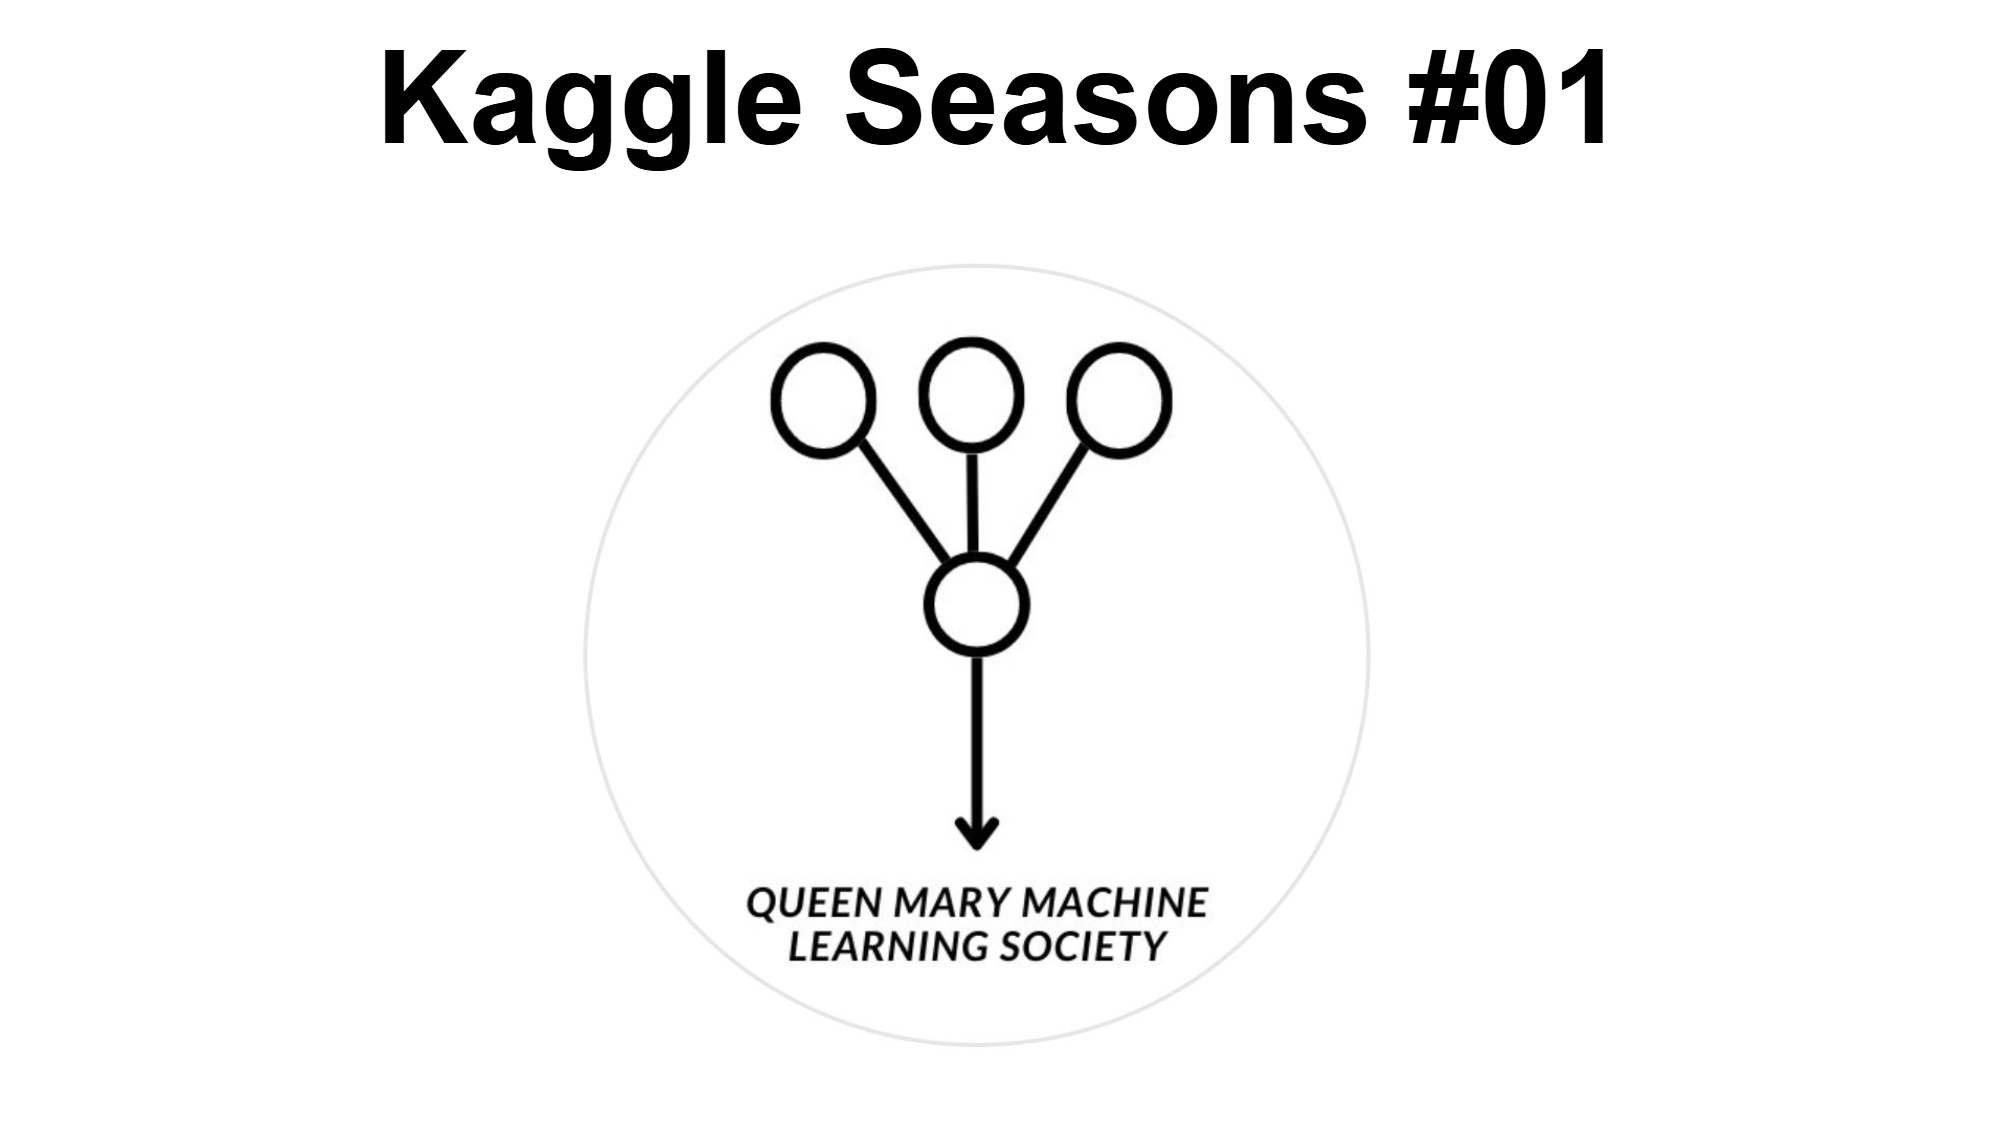 Kaggle Seasons #01
QUEEN MARY MACHINE
LEARNING SOCIETY